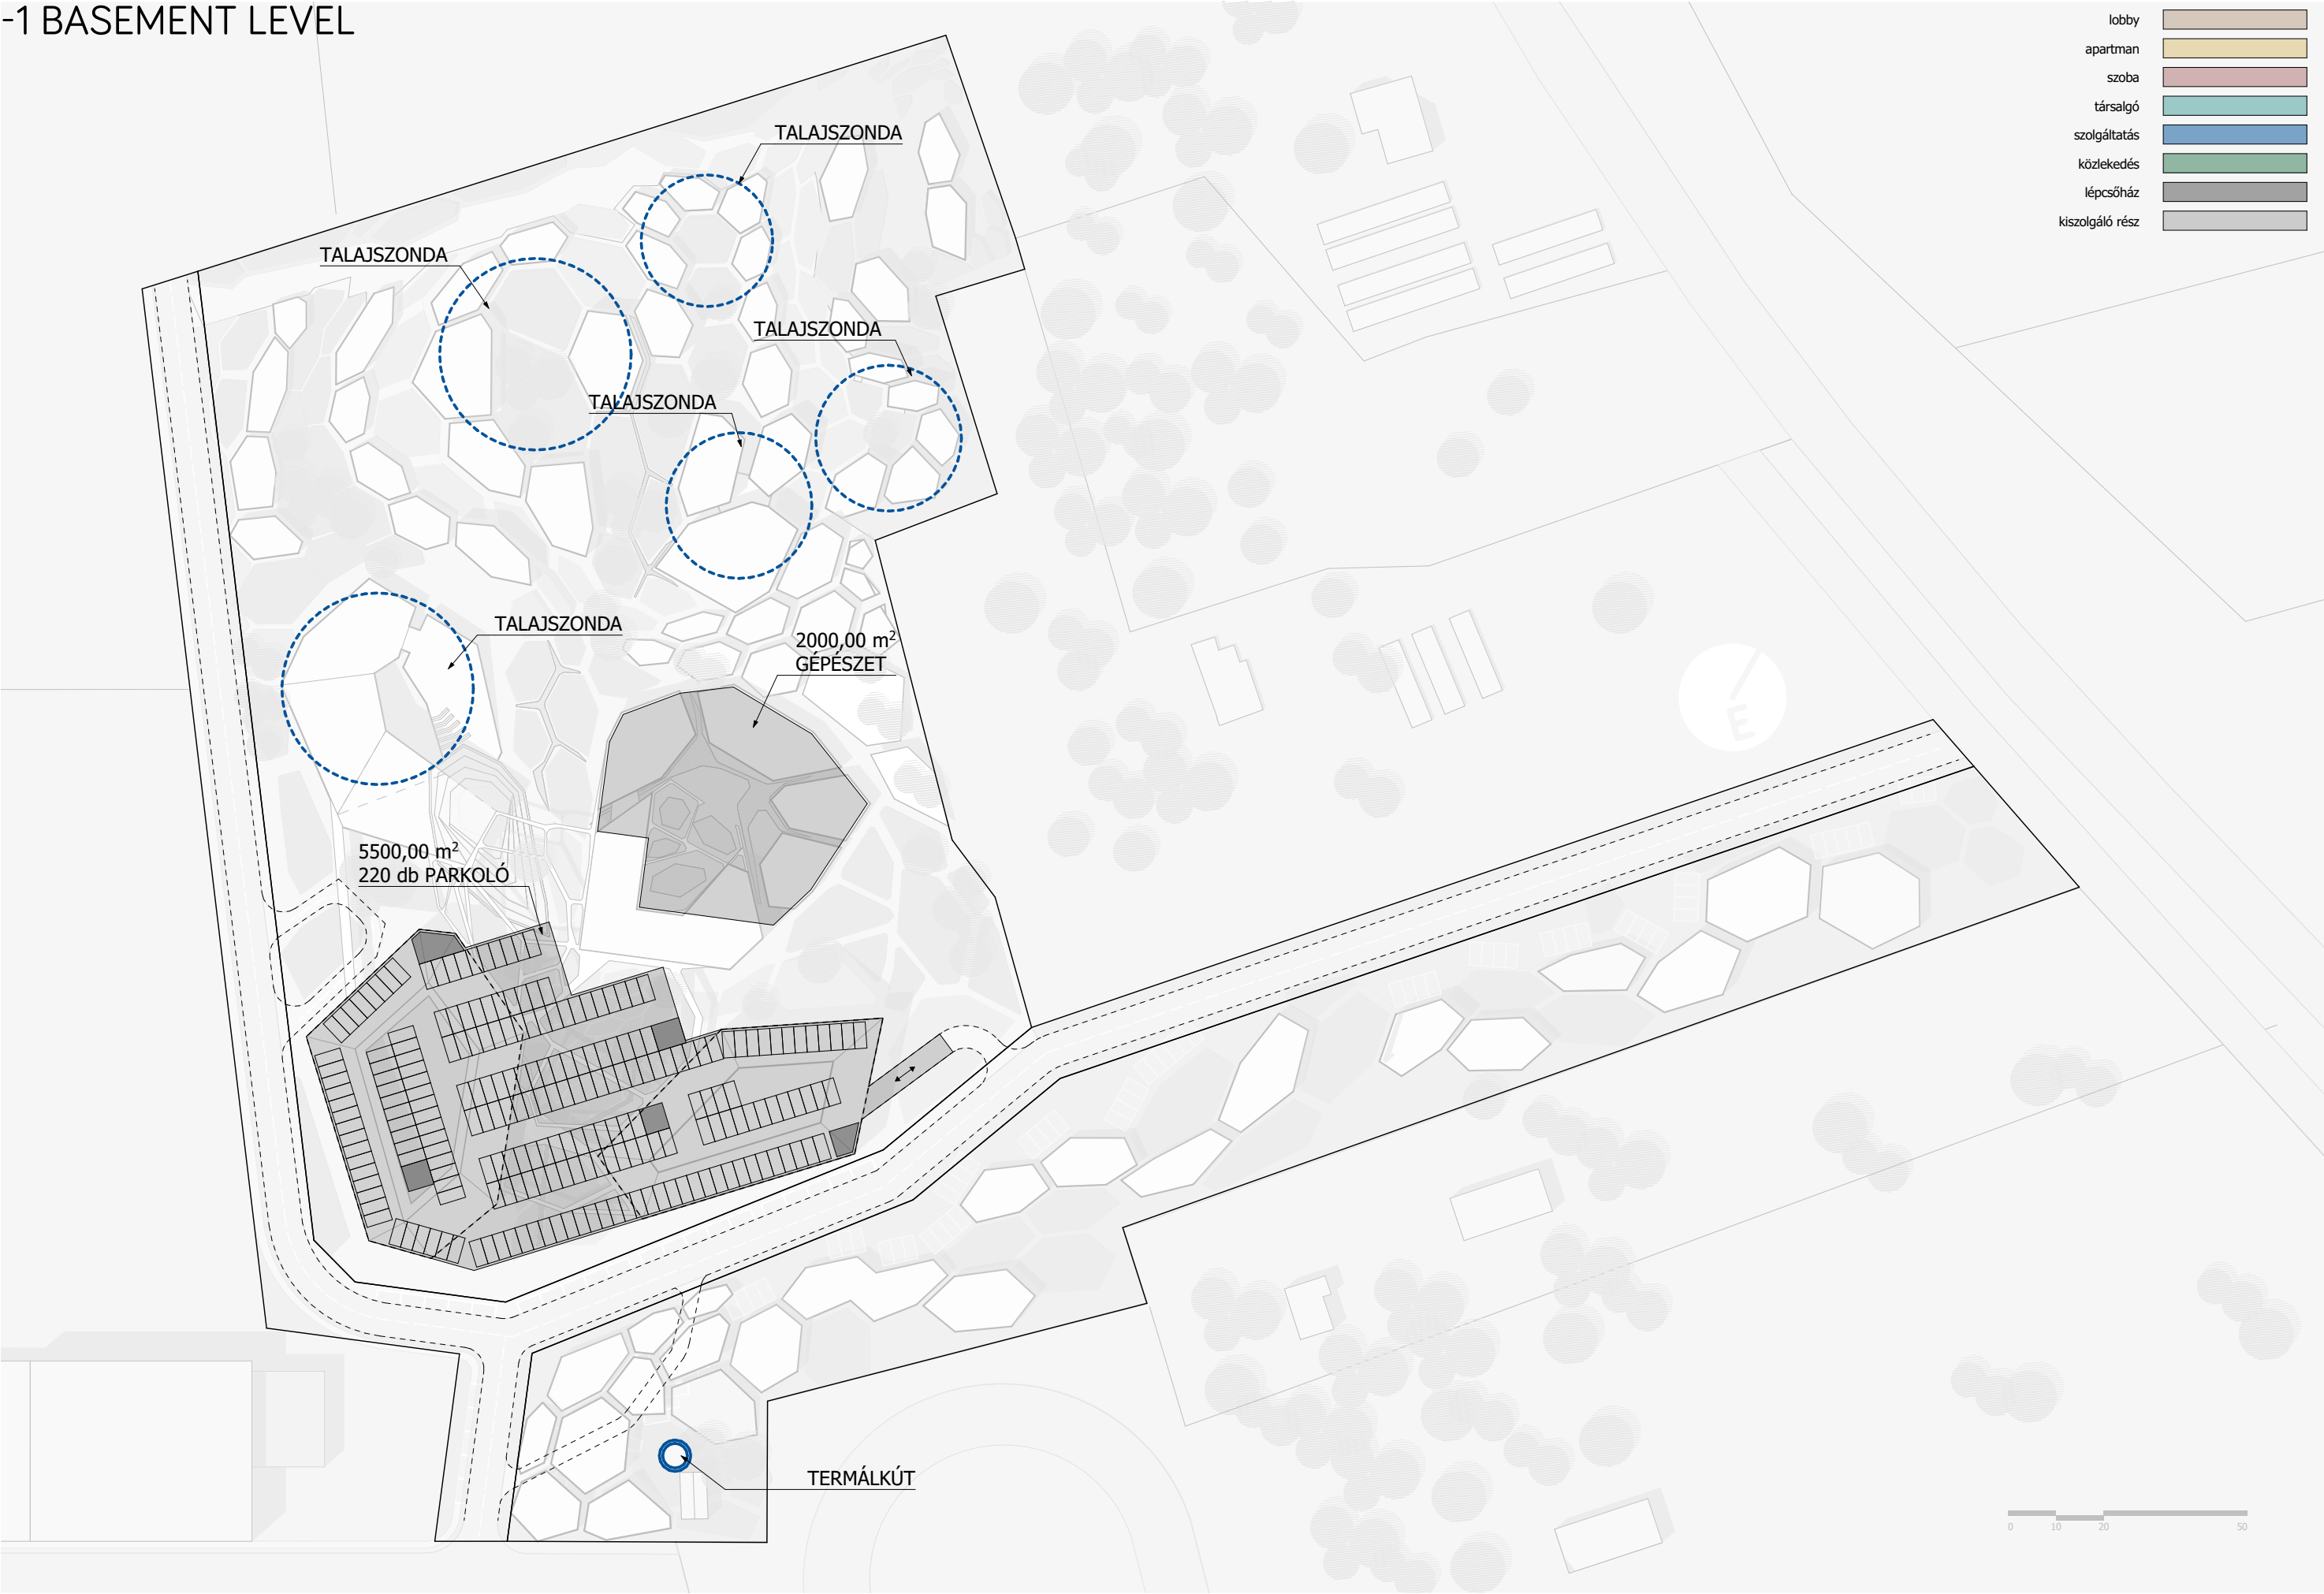 -1 BASEMENT LEVEL
lobby
apartman
szoba
társalgó
szolgáltatás
közlekedés
lépcsőház
kiszolgáló rész
TALAJSZONDA
TALAJSZONDA
TALAJSZONDA
TALAJSZONDA
TALAJSZONDA
2000,00 m²
GÉPÉSZET
E
5500,00 m²
220 db PARKOLÓ
TERMÁLKÚT
0 10 20 50